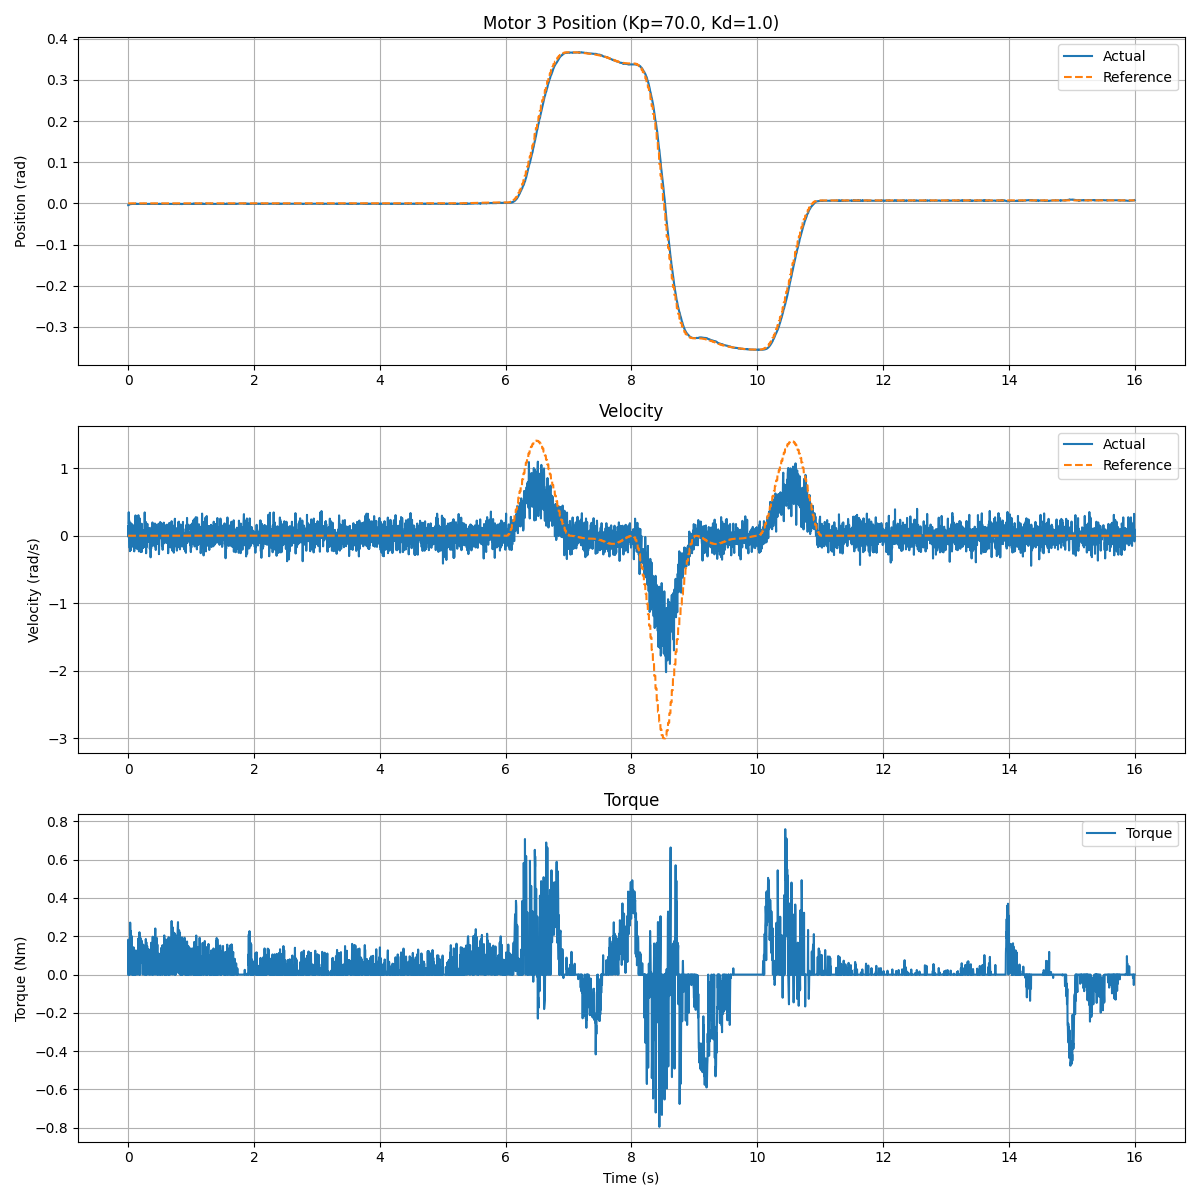 Motor 3 Position (Kp=70.0, Kd=1.0)
0.4
0.3
0.2
0.1
0.0
−0.1
−0.2
−0.3
Position (rad)
Actual
Reference
0 2 4 6 8 10 12 14 16
Velocity
1
0
−1
−2
−3
Velocity (rad/s)
Actual
Reference
0 2 4 6 8 10 12 14 16
Torque
0.8
0.6
0.4
0.2
0.0
−0.2
−0.4
−0.6
−0.8
Torque (Nm)
Torque
0 2 4 6 8 10 12 14 16
Time (s)